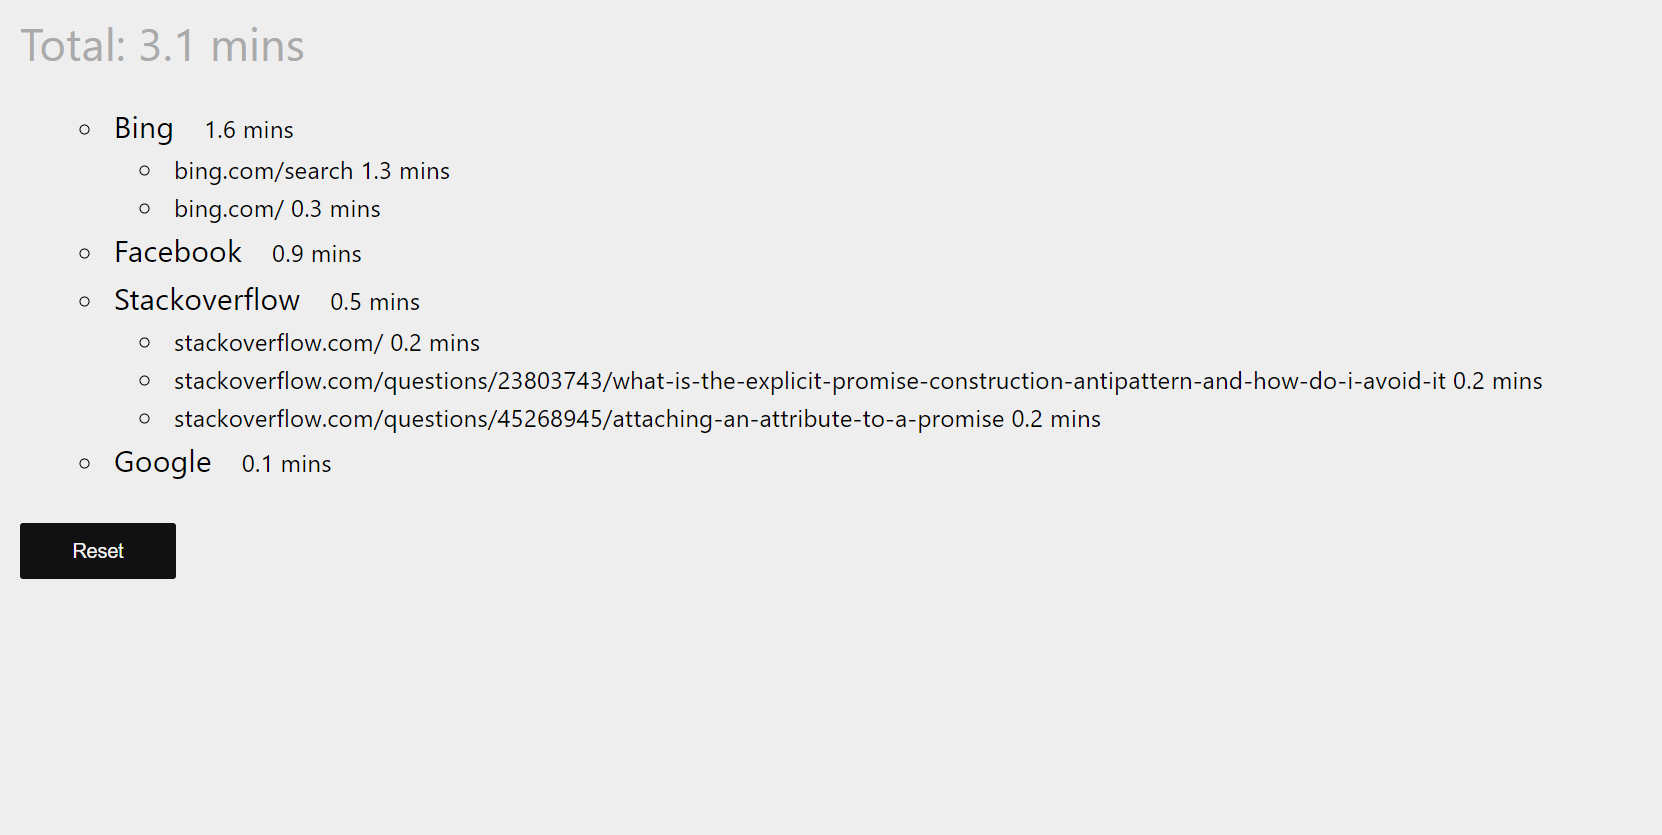 Total: 3.1 mins
Bing 1.6 mins
bing.com/search 1.3 mins
bing.com/ 0.3 mins
Facebook 0.9 mins
Stackoverflow 0.5 mins
stackoverflow.com/ 0.2 mins
stackoverflow.com/questions/23803743/what-is-the-explicit-promise-construction-antipattern-and-how-do-i-avoid-it 0.2 mins
stackoverflow.com/questions/45268945/attaching-an-attribute-to-a-promise 0.2 mins
Google 0.1 mins
Reset